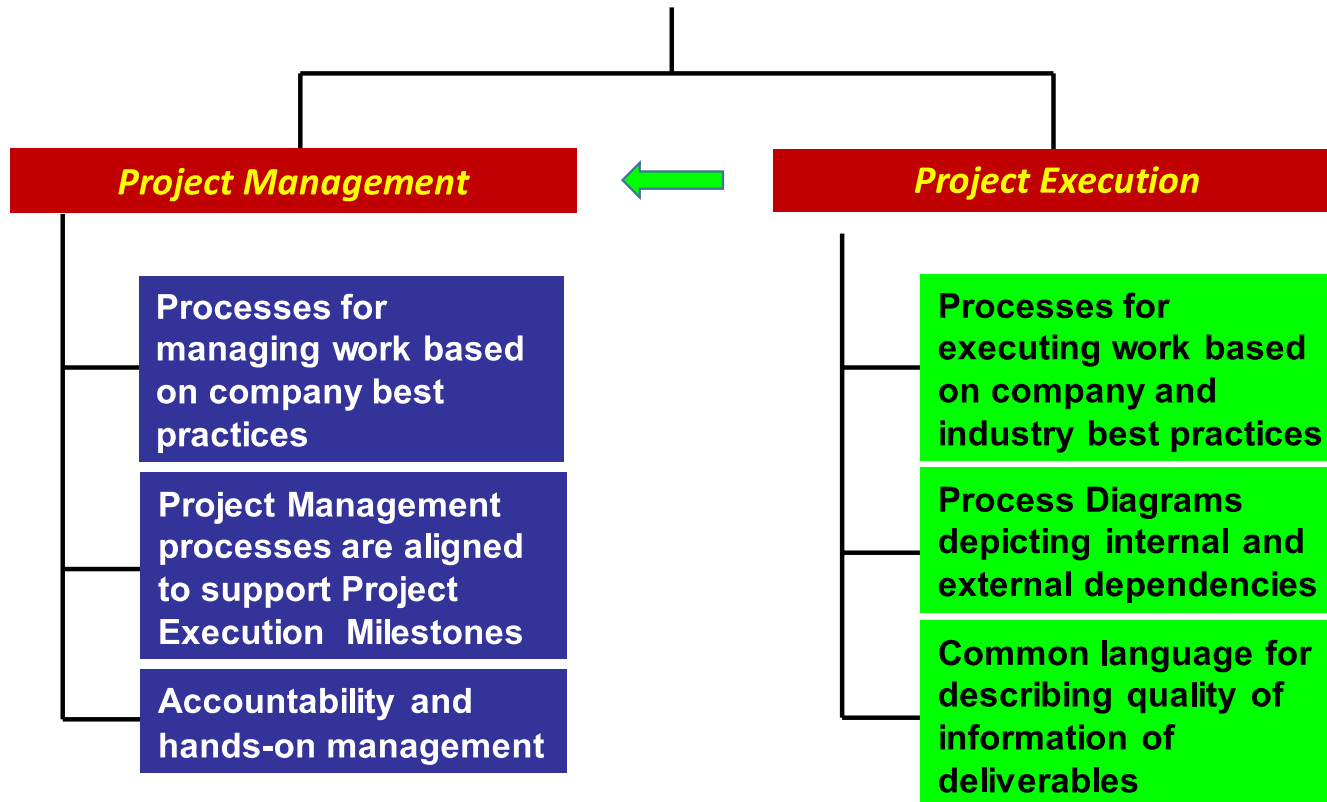 Project Management
Processes for
managing work based
on company best
practices
Project Management
processes are aligned
to support Project
Execution Milestones
Accountability and
hands-on management
Project Execution
Processes for
executing work based
on company and
industry best practices
Process Diagrams
depicting internal and
external dependencies
Common language for
describing quality of
information of
deliverables